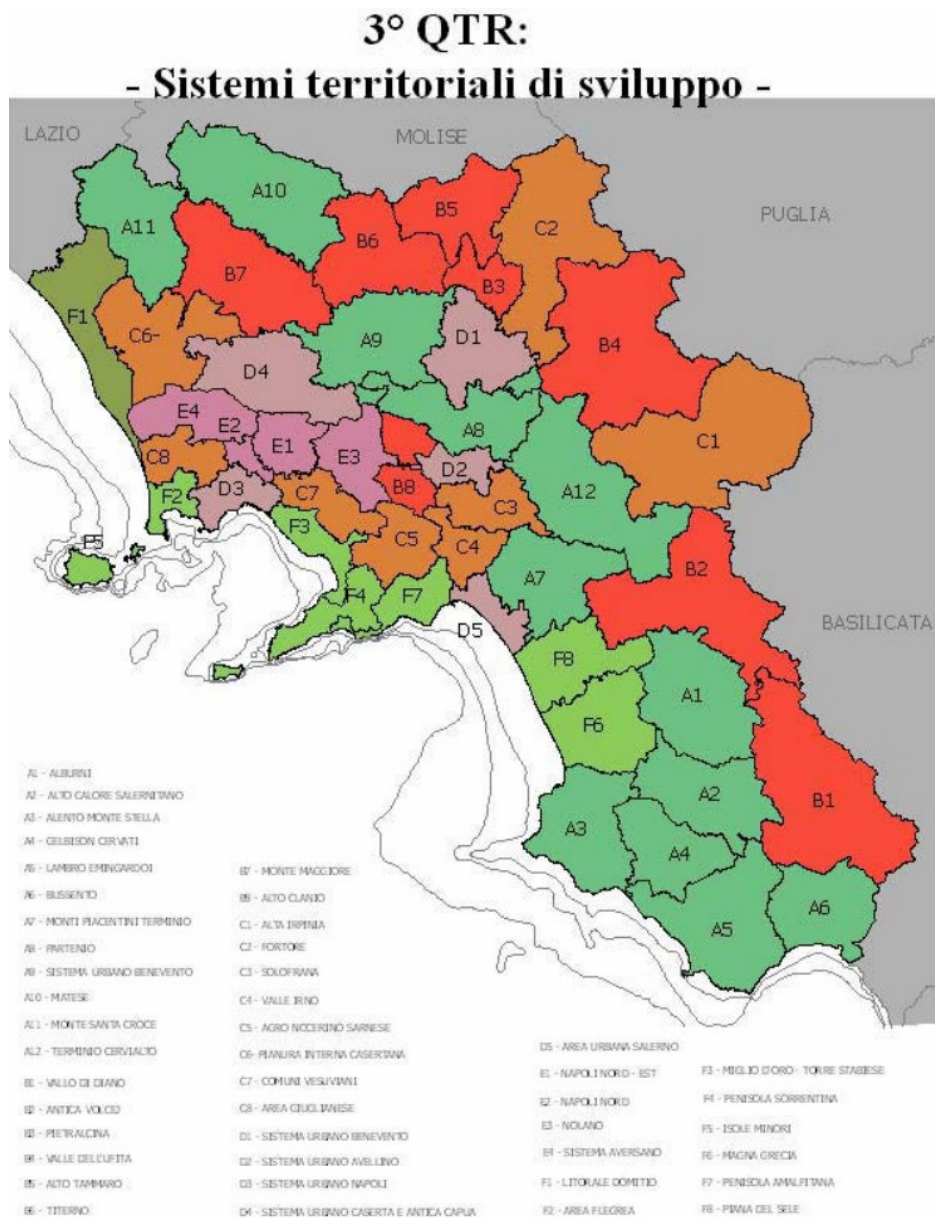 3° QTR:
- Sistemi territoriali di sviluppo -
LAZIO
MOLISE
PUGLIA
BASILICATA
A11
A10
B5
C2
B6
B7
B3
F1
C6-
A9
D1
B4
D4
E4
E2
E1
E3
A8
C1
C8
D2
F2
D3
C7
B8
C3
A12
F3
C5
C4
F5
A7
B2
F4
F7
D5
F8
A1
F6
A2
B1
A3
A4
A5
A6
A1 - ALBURNI
A2 - ALTO CALORE SALERNITANO
A3 - ALENTO MONTE STELLA
A4 - GELBISON CERVATI
A5 - LAMBRO E MINGARDOI
A6 - BUSSENTO
A7 - MONTI PIACENTINI TERMINIO
A8 - PARTENIO
A9 - SISTEMA URBANO BENEVENTO
A10 - MATESE
A11 - MONTE SANTA CROCE
A12 - TERMINIO CERVIALTO
B1 - VALLO DI DIANO
B2 - ANTICA VOLCEJ
B3 - PIETRALCINA
B4 - VALLE DELL'UFITA
B5 - ALTO TAMMARO
B6 - TITERNO
B7 - MONTE MAGGIORE
ALTO CLANIO
C1 - ALTA IRPINIA
C2 - FORTORE
C3 - SOLOFRANA
C4 - VALLE IRNO
C5 - AGRO NOCERINO SARNESE
C6- PIANURA INTERNA CASERTANA
C7 - COMUNI VESUVIANI
C8 - AREA GIUGLIANESE
D1 - SISTEMA URBANO BENEVENTO
D2 - SISTEMA URBANO AVELLINO
D3 - SISTEMA URBANO NAPOLI
D4 - SISTEMA URBANO CASERTA E ANTICA CAPUA
D5 - AREA URBANA SALERNO
E1 - NAPOLI NORD - EST
E2 - NAPOLI NORD
E3 - NOLANO
E4 - SISTEMA AVERSANO
F1 - LITORALE DOMITIO
F2 - AREA FLEGREA
F3 - MIGLIO D'ORO - TORRE STABIESE
F4 - PENISOLA SORRENTINA
F5 - ISOLE MINORI
F6 - MAGNA GRECIA
F7 - PENISOLA AMALFITANA
F8 - PIANA DEL SELE